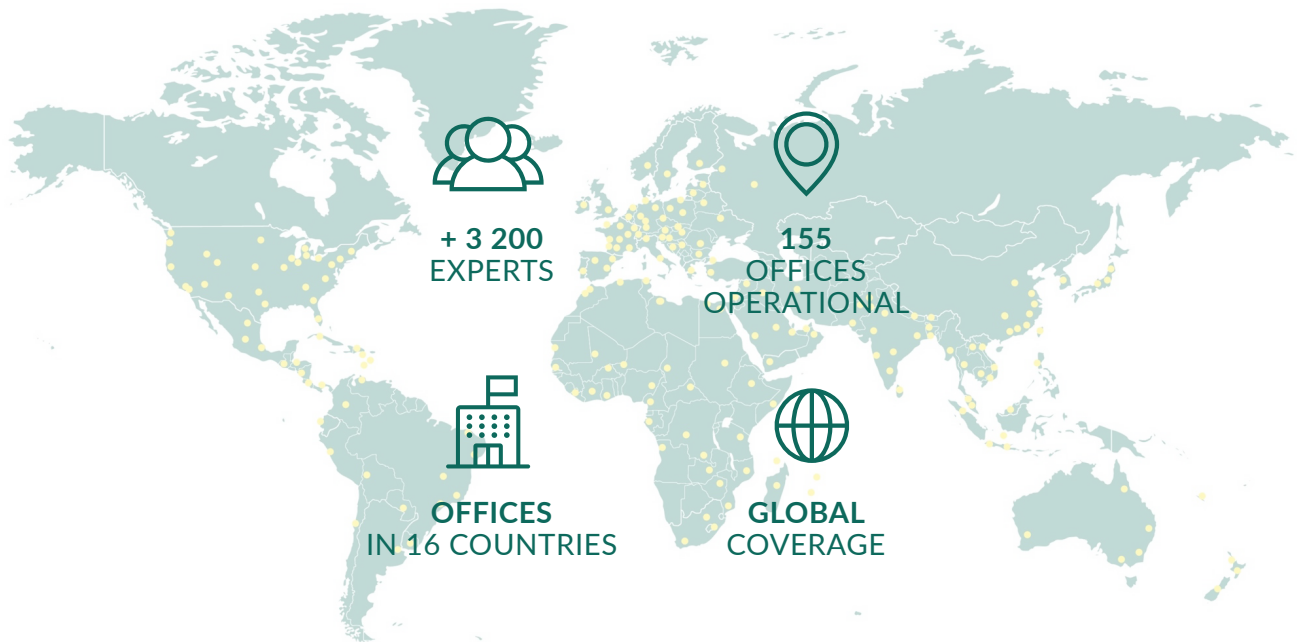 + 3 200
EXPERTS
155
OFFICES
OPERATIONAL
OFFICES
IN 16 COUNTRIES
GLOBAL
COVERAGE